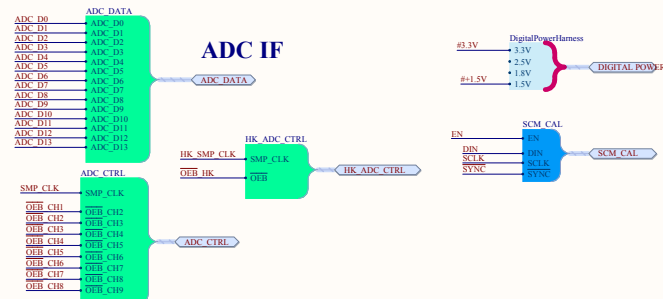 ADC_DATA
ADC_D0 ADC_D0
ADC_D1 ADC_D1
ADC_D2 ADC_D2
ADC_D3 ADC_D3
ADC_D4 ADC_D4
ADC_D5 ADC_D5
ADC_D6 ADC_D6
ADC_D7 ADC_D7
ADC_D8 ADC_D8
ADC_D9 ADC_D9
ADC_D10 ADC_D10
ADC_D11 ADC_D11
ADC_D12 ADC_D12
ADC_D13 ADC_D13
ADC_DATA
ADC IF
DigitalPowerHarness
#3.3V 3.3V
2.5V
1.8V
#+1.5V 1.5V
DIGITAL POWER
HK_ADC_CTRL
HK_SMP_CLK SMP_CLK
OEB_HK OEB
HK_ADC_CTRL
SCM_CAL
EN EN
DIN DIN
SCLK SCLK
SYNC SYNC
SCM_CAL
ADC_CTRL
SMP_CLK SMP_CLK
OEB_CH1 OEB_CH2
OEB_CH2 OEB_CH3
OEB_CH3 OEB_CH4
OEB_CH4 OEB_CH5
OEB_CH5 OEB_CH6
OEB_CH6 OEB_CH7
OEB_CH7 OEB_CH8
OEB_CH8 OEB_CH9
ADC_CTRL